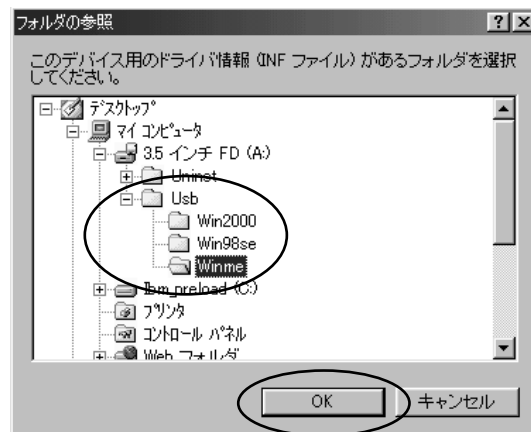 フォルダの参照
このデバイス用のドライバ情報 (INF ファイル) があるフォルダを選択
してください。
デスクトップ
マイ コンピュータ
3.5 インチ FD (A:)
Uninst
Usb
Win2000
Win98se
Winme
Ibm_preload (C:)
プリンタ
コントロール パネル
Web フォルダ
OK
キャンセル